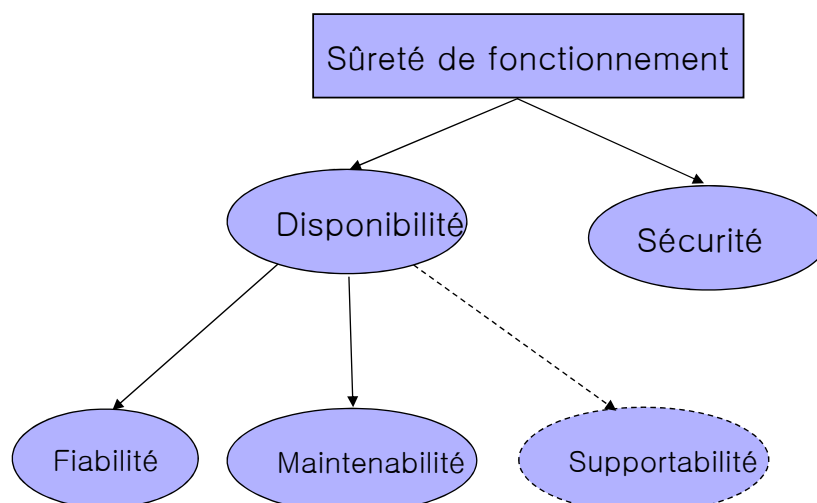 Sûreté de fonctionnement
Disponibilité
Sécurité
Fiabilité
Maintenabilité
Supportabilité